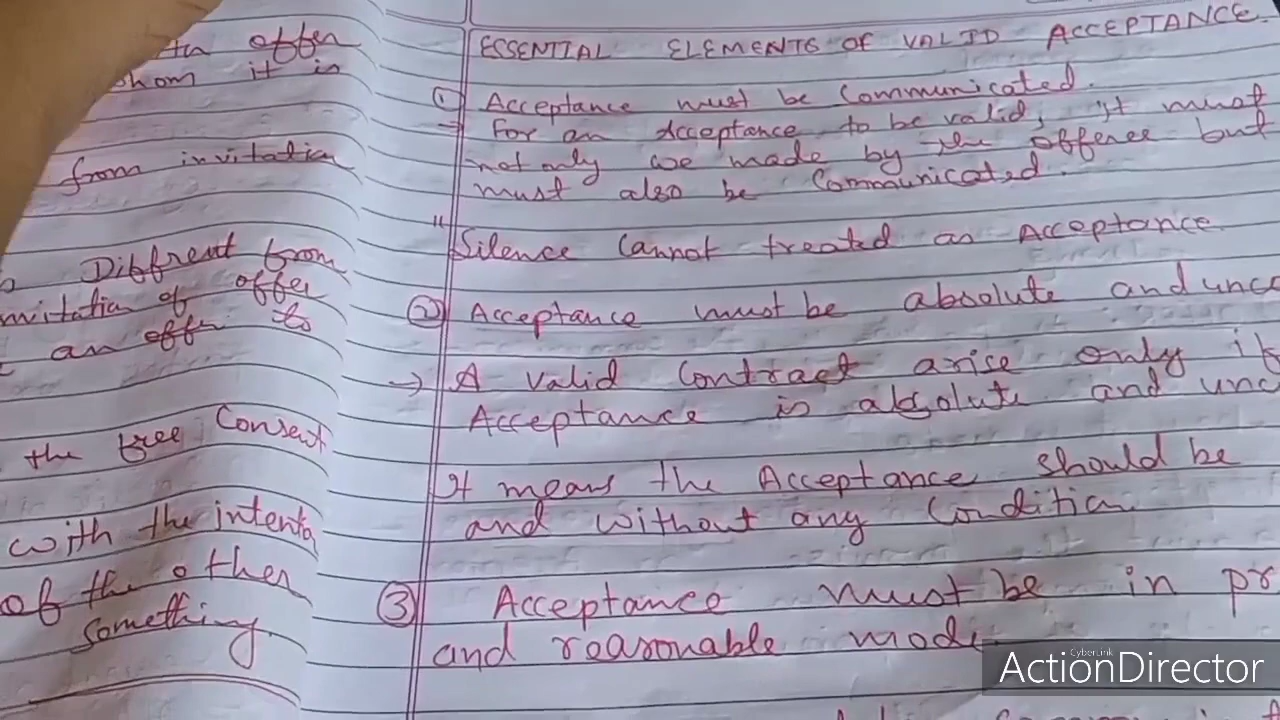 offer
whom it is
from invitation
Diffrent from
invitation of offer
an offer to
the free Consent
with the intenta
of the other
something.
ESSENTIAL ELEMENTS OF VALID ACCEPTANCE.
① Acceptance must be Communicated.
For an Acceptance to be valid, it must
not only we made by the offeree but
must also be Communicated.
"
Silence Cannot treated as Acceptance.
② Acceptance must be absolute and unco
→ A valid Contract arise only if
Acceptance is absolute and unc
It means the Acceptance should be
and without any Condition
③ Acceptance must be in pr
and reasonable mode
CyberLink
ActionDirector